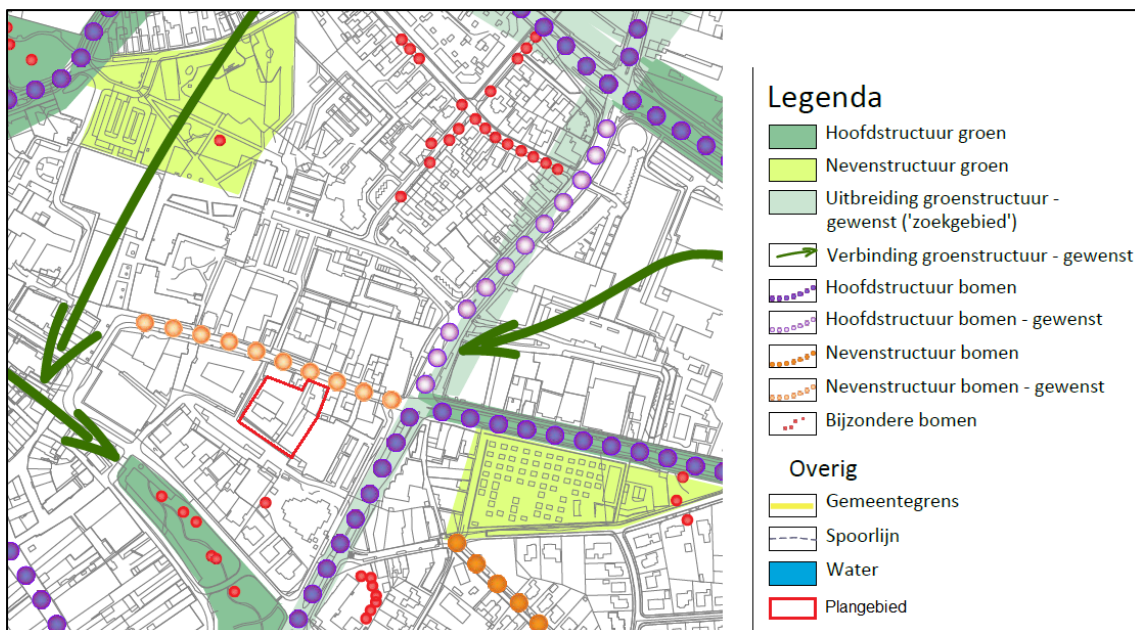 Legenda
Hoofdstructuur groen
Nevenstructuur groen
Uitbreiding groenstructuur -
gewenst ('zoekgebied')
Verbinding groenstructuur - gewenst
Hoofdstructuur bomen
Hoofdstructuur bomen - gewenst
Nevenstructuur bomen
Nevenstructuur bomen - gewenst
Bijzondere bomen
Overig
Gemeentegrens
Spoorlijn
Water
Plangebied